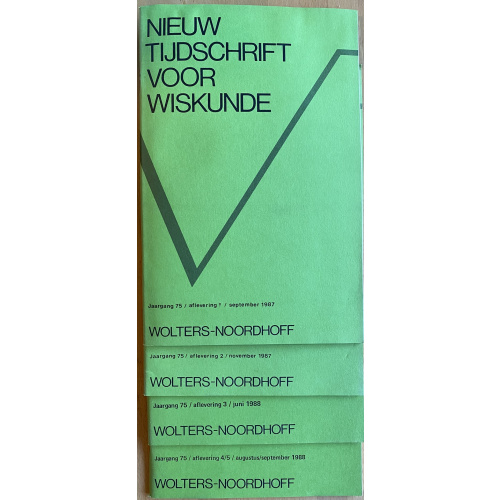 NIEUW
TIJDSCHRIFT
VOOR
WISKUNDE
Jaargang 75 / aflevering 1 / september 1987
WOLTERS-NOORDHOFF
Jaargang 75 / aflevering 2 / november 1987
WOLTERS-NOORDHOFF
Jaargang 75 / aflevering 3 / juni 1988
WOLTERS-NOORDHOFF
Jaargang 75 / aflevering 4/5 / augustus/september 1988
WOLTERS-NOORDHOFF